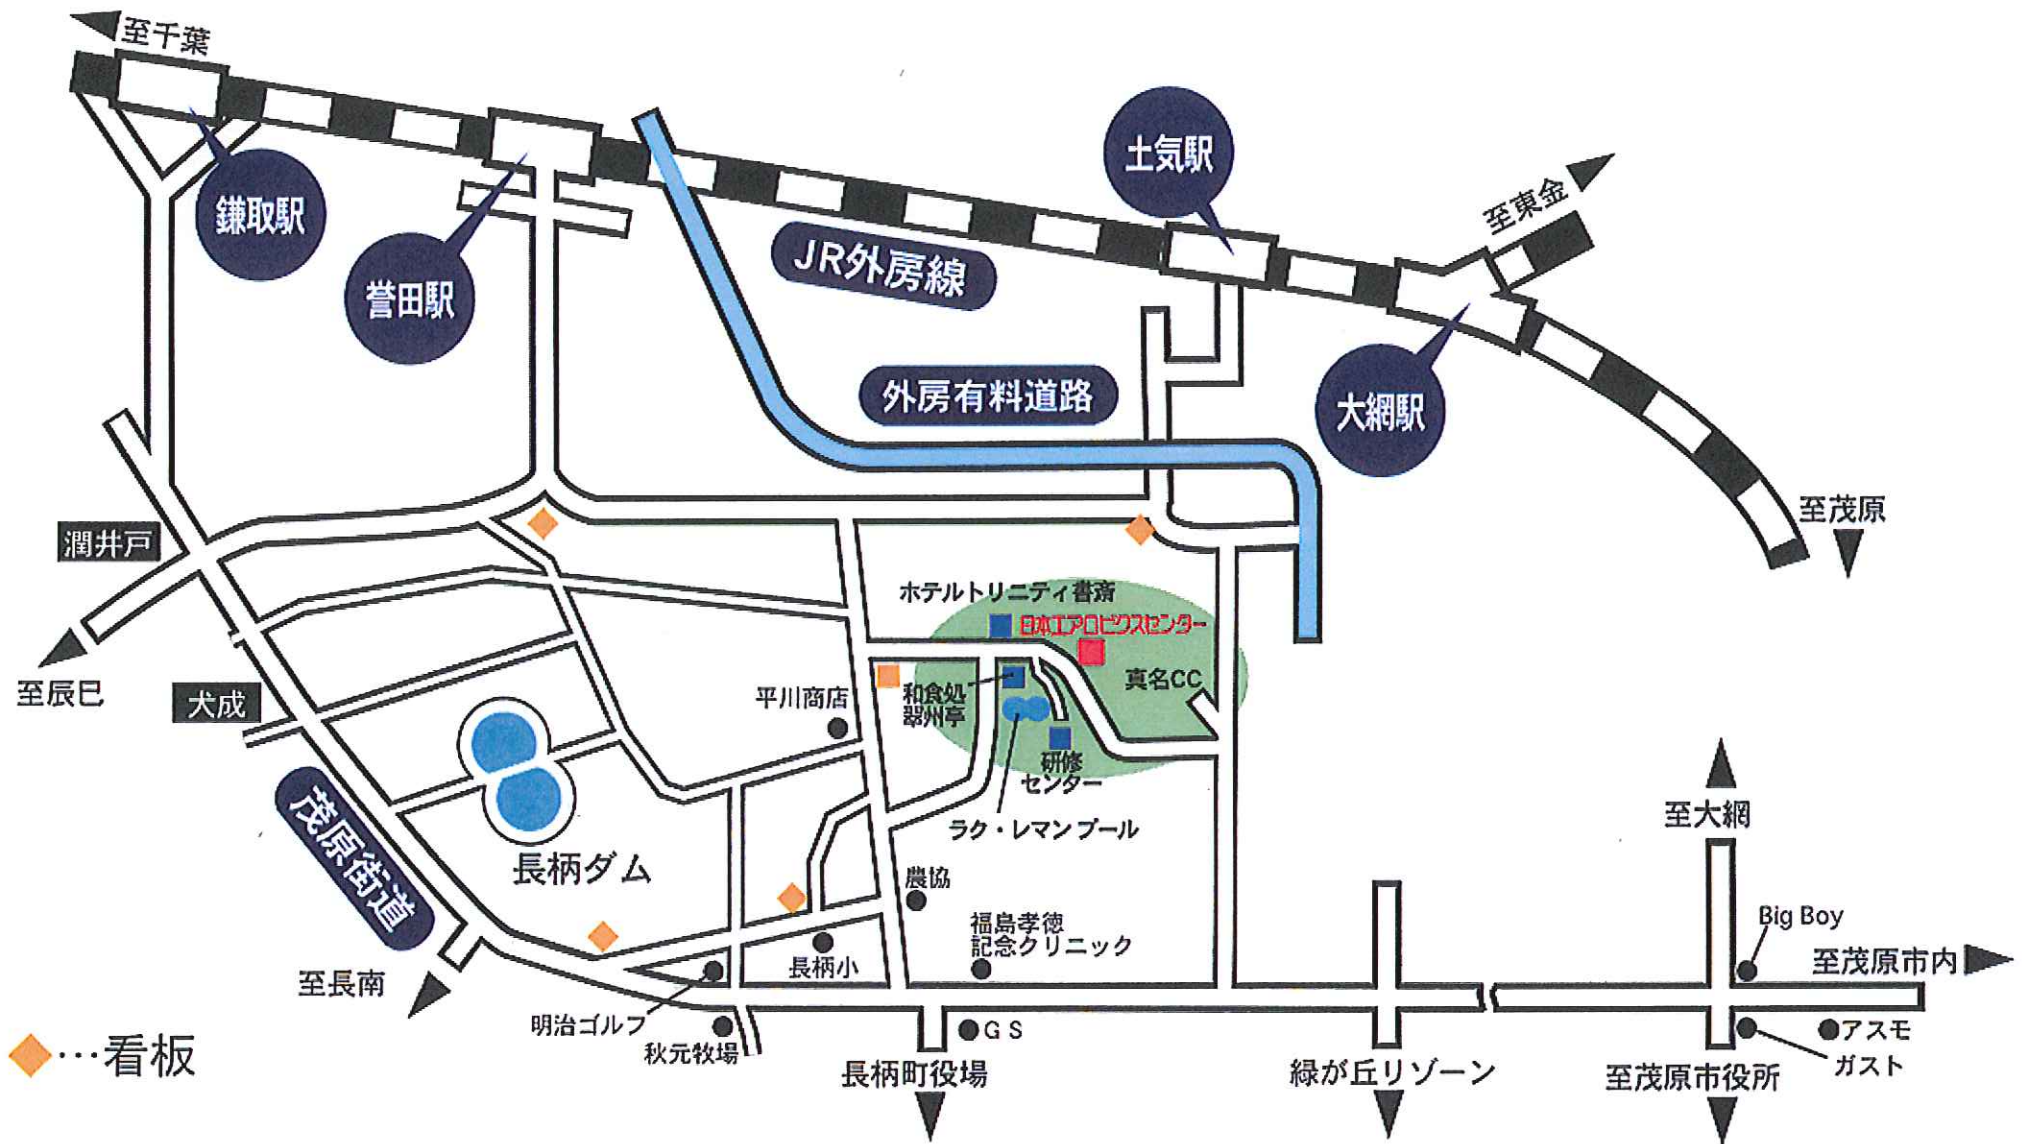 至千葉
鎌取駅
誉田駅
土気駅
至東金
JR外房線
外房有料道路
大網駅
至茂原
潤井戸
至辰巳
犬成
ホテルトリニティ書斎
日本エアロビクスセンター
和食処
翠州亭
真名CC
平川商店
研修
センター
ラク・レマンプール
茂原街道
長柄ダム
農協
福島孝徳
記念クリニック
長柄小
至長南
明治ゴルフ
秋元牧場
GS
長柄町役場
緑が丘リゾーン
至大網
Big Boy
至茂原市内
アスモ
ガスト
至茂原市役所
…看板